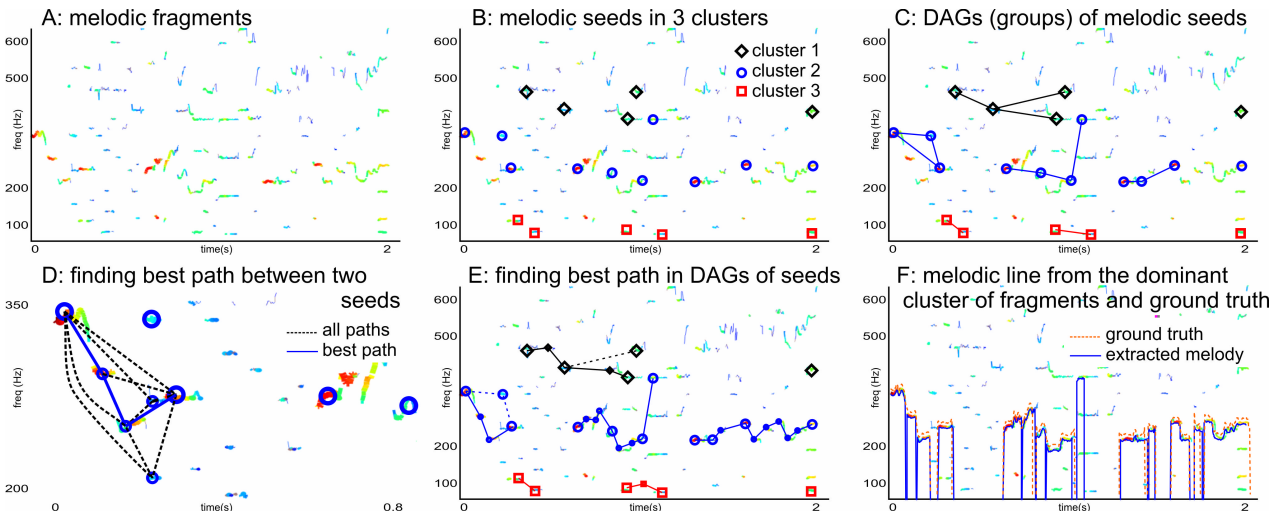 A: melodic fragments
600
500
freq (Hz)
200
100
0
time(s)
2
B: melodic seeds in 3 clusters
cluster 1
cluster 2
cluster 3
600
500
freq (Hz)
200
100
0
time(s)
2
C: DAGs (groups) of melodic seeds
600
500
freq (Hz)
200
100
0
time(s)
2
D: finding best path between two
seeds
all paths
best path
350
freq (Hz)
200
0
time(s)
0.8
E: finding best path in DAGs of seeds
600
500
freq (Hz)
200
100
0
time(s)
2
F: melodic line from the dominant
cluster of fragments and ground truth
ground truth
extracted melody
600
500
freq (Hz)
200
100
0
time(s)
2